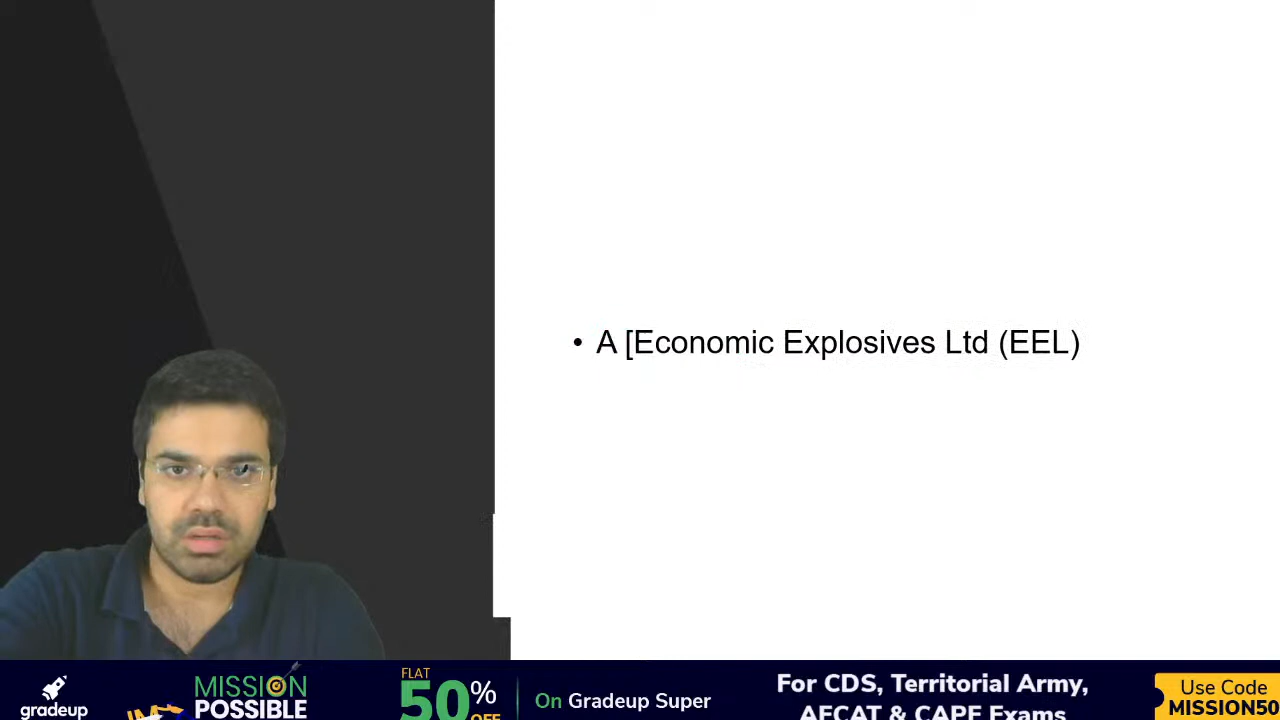 • A [Economic Explosives Ltd (EEL)
gradeup
MISSION
POSSIBLE
FLAT
50%
OFF
On Gradeup Super
For CDS, Territorial Army,
AFCAT & CAPF Exams
Use Code
MISSION50